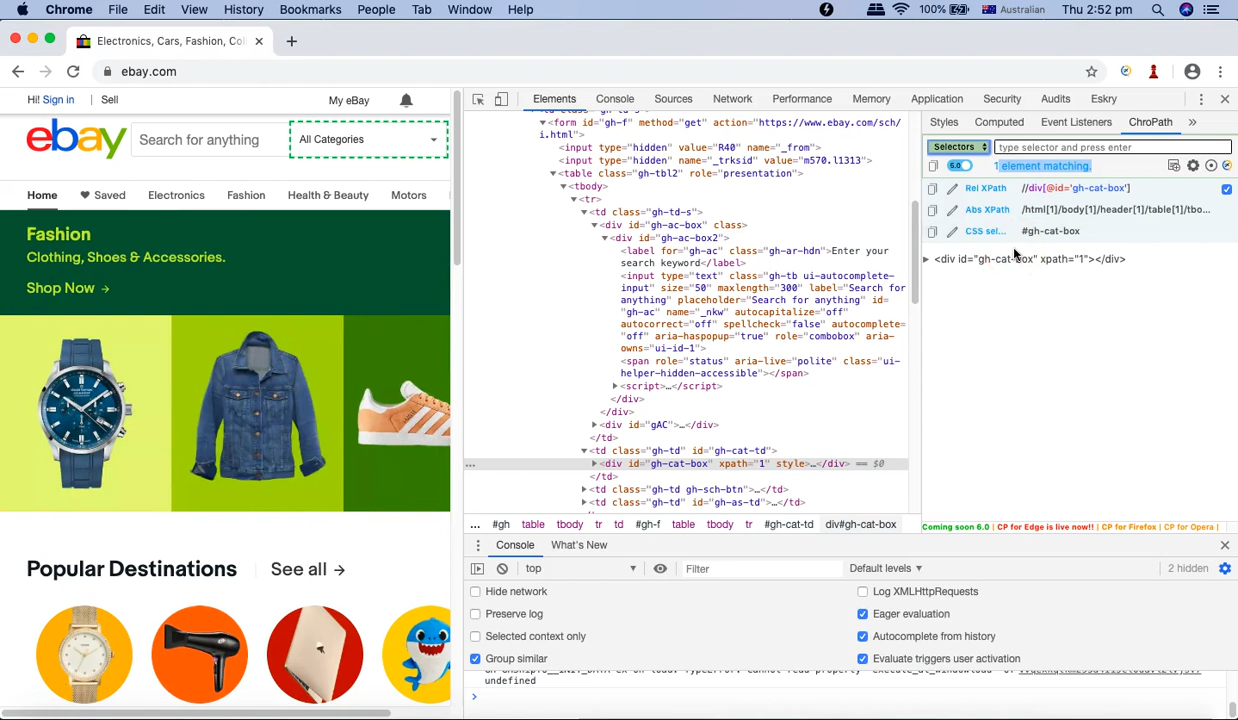 Chrome File Edit View History Bookmarks People Tab Window Help 100% Australian Thu 2:52 pm
Electronics, Cars, Fashion, Col
ebay.com
Hi! Sign in Sell My eBay
ebay Search for anything All Categories
Home Saved Electronics Fashion Health & Beauty Motors
Fashion
Clothing, Shoes & Accessories.
Shop Now →
Popular Destinations See all →
Elements Console Sources Network Performance Memory Application Security Audits Eskry
<form id="gh-f" method="get" action="https://www.ebay.com/sch/
i.html">
<input type="hidden" value="R40" name="_from">
<input type="hidden" name="_trksid" value="m570.l1313">
<table class="gh-tbl2" role="presentation">
<tbody>
<tr>
<td class="gh-td-s">
<div id="gh-ac-box" class>
<div id="gh-ac-box2">
<label for="gh-ac" class="gh-ar-hdn">Enter your
search keyword</label>
<input type="text" class="gh-tb ui-autocomplete-
input" size="50" maxlength="300" label="Search for
anything" placeholder="Search for anything" id=
"gh-ac" name="_nkw" autocapitalize="off"
autocorrect="off" spellcheck="false" autocomplete=
"off" aria-haspopup="true" role="combobox" aria-
owns="ui-id-1">
<span role="status" aria-live="polite" class="ui-
helper-hidden-accessible"></span>
<script>…</script>
</div>
</div>
<div id="gAC">…</div>
</td>
<td class="gh-td" id="gh-cat-td">
… <div id="gh-cat-box" xpath="1" style>…</div> == $0
</td>
<td class="gh-td gh-sch-btn">…</td>
<td class="gh-td" id="gh-as-td">…</td>
... #gh table tbody tr td #gh-f table tbody tr #gh-cat-td div#gh-cat-box
Styles Computed Event Listeners ChroPath »
Selectors type selector and press enter
6.0 1 element matching.
Rel XPath //div[@id='gh-cat-box']
Abs XPath /html[1]/body[1]/header[1]/table[1]/tbo...
CSS sel... #gh-cat-box
<div id="gh-cat-box" xpath="1"></div>
Coming soon 6.0 | CP for Edge is live now!! | CP for Firefox | CP for Opera |
Console What's New
top Filter Default levels 2 hidden
Hide network Log XMLHttpRequests
Preserve log Eager evaluation
Selected context only Autocomplete from history
Group similar Evaluate triggers user activation
undefined